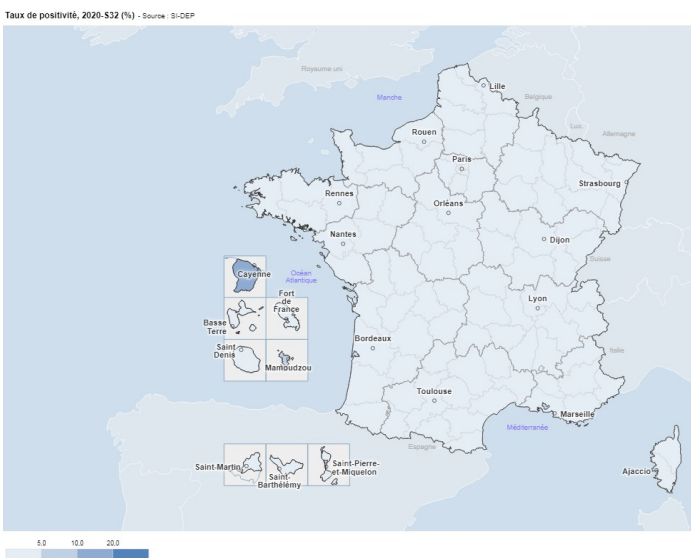 Taux de positivité, 2020-S32 (%) - Source : SI-DEP
Royaume uni
Lille
Manche
Belgique
Luc.
Allemagne
Rouen
Paris
Strasbourg
Rennes
Orléans
Nantes
Dijon
Suisse
Cayenne
Océan
Atlantique
Fort
de
France
Lyon
Basse
Terre
Bordeaux
Saint
Denis
Italie
Mamoudzou
Toulouse
Marseille
Méditerranée
Espagne
Saint-Martin
Saint-
Barthélémy
Saint-Pierre-
et-Miquelon
Ajaccio
5,0 10,0 20,0